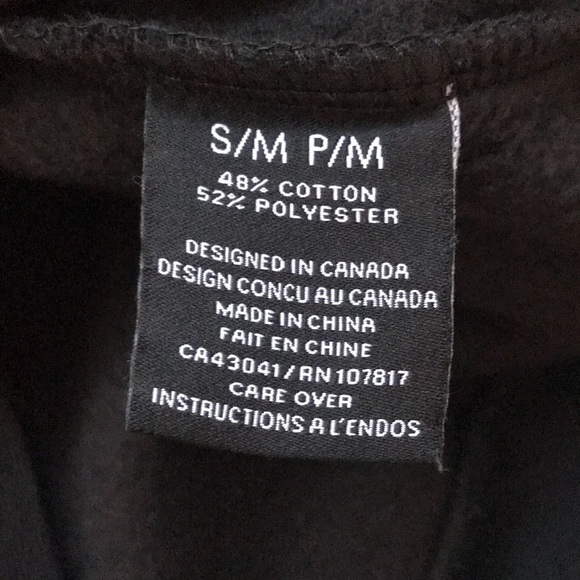 S/M P/M
48% COTTON
52% POLYESTER
DESIGNED IN CANADA
DESIGN CONCU AU CANADA
MADE IN CHINA
FAIT EN CHINE
CA43041/RN107817
CARE OVER
INSTRUCTIONS A L'ENDOS